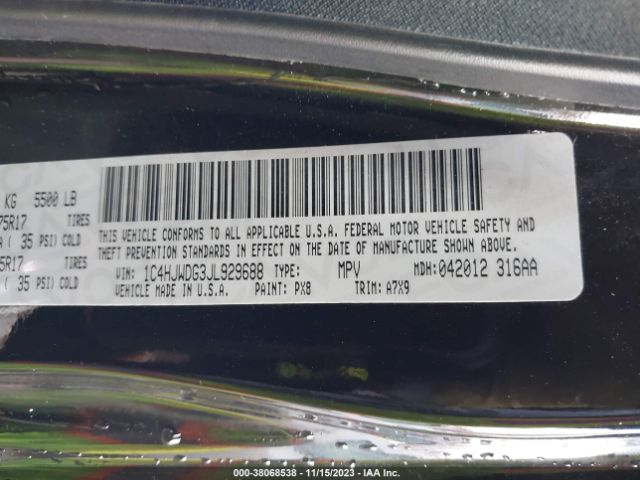 KG 5500 LB
75R17 TIRES
( 35 PSI) COLD
5R17 TIRES
( 35 PSI) COLD
THIS VEHICLE CONFORMS TO ALL APPLICABLE U.S.A. FEDERAL MOTOR VEHICLE SAFETY AND
THEFT PREVENTION STANDARDS IN EFFECT ON THE DATE OF MANUFACTURE SHOWN ABOVE.
VIN: 1C4HJWDG3JL929688 TYPE: MPV MDH: 042012 316AA
VEHICLE MADE IN U.S.A. PAINT: PX8 TRIM: A7X9
000-38068538 - 11/15/2023 - IAA Inc.